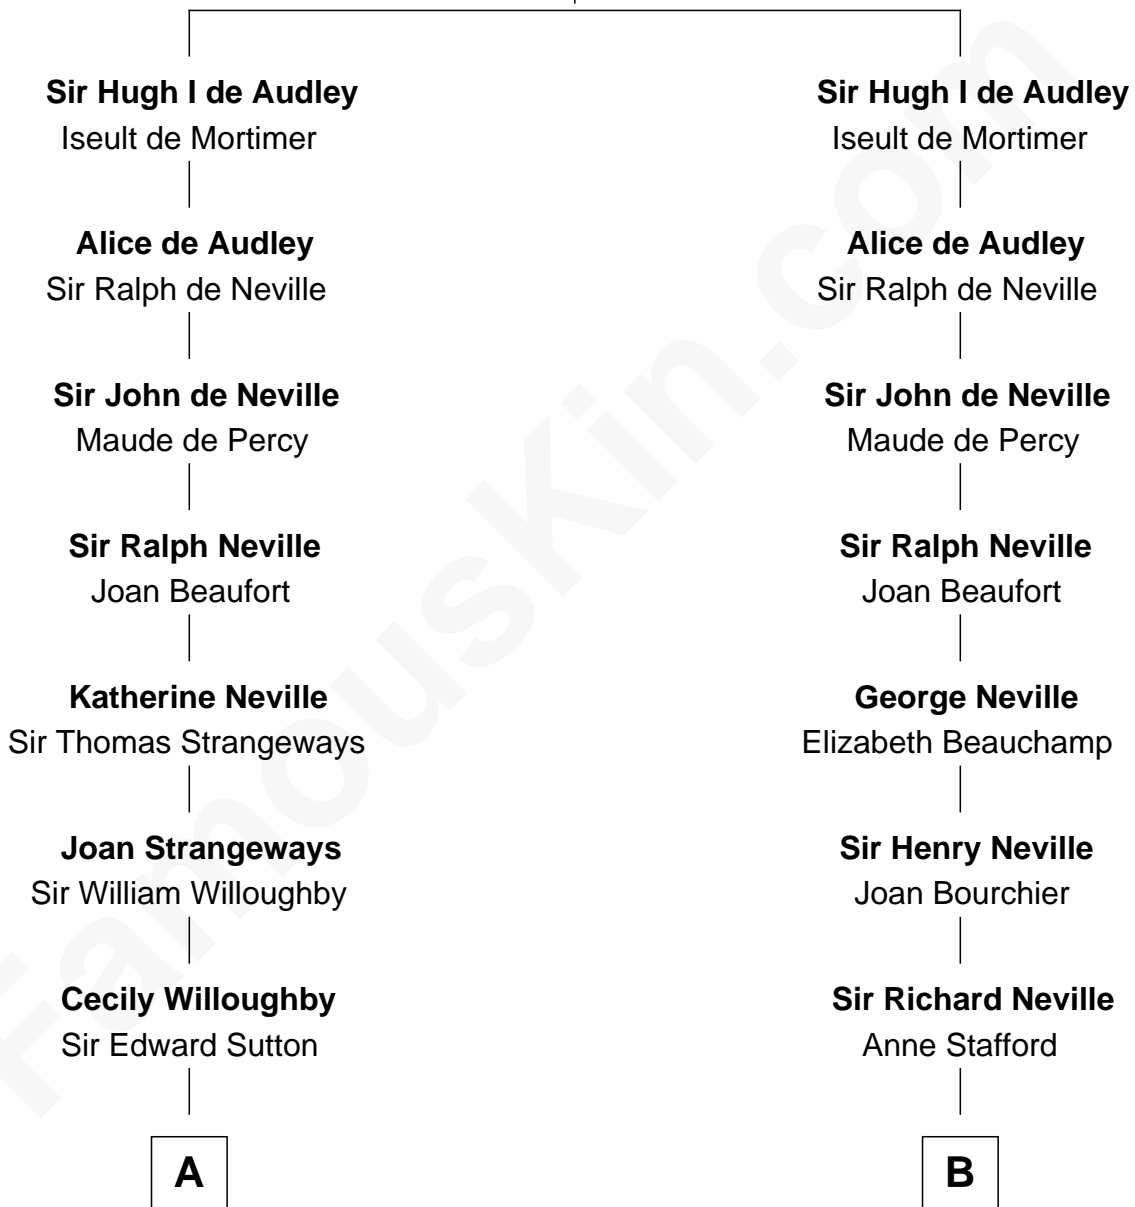 Sir Hugh I de Audley
Iseult de Mortimer
Alice de Audley
Sir Ralph de Neville
Sir John de Neville
Maude de Percy
Sir Ralph Neville
Joan Beaufort
Katherine Neville
Sir Thomas Strangeways
Joan Strangeways
Sir William Willoughby
Cecily Willoughby
Sir Edward Sutton
A
Sir Hugh I de Audley
Iseult de Mortimer
Alice de Audley
Sir Ralph de Neville
Sir John de Neville
Maude de Percy
Sir Ralph Neville
Joan Beaufort
George Neville
Elizabeth Beauchamp
Sir Henry Neville
Joan Bourchier
Sir Richard Neville
Anne Stafford
B
FamousKin.com